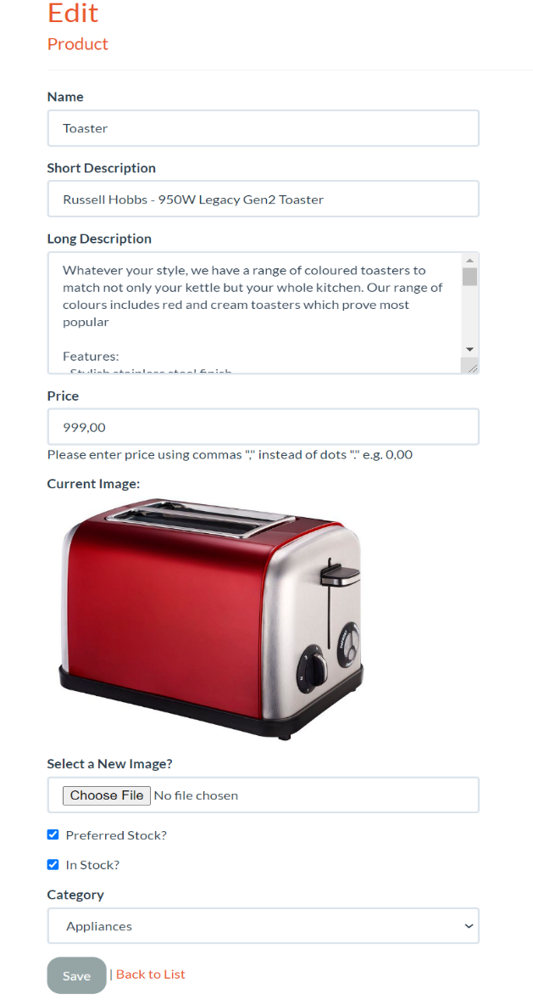 Edit
Product
Name
Toaster
Short Description
Russell Hobbs - 950W Legacy Gen2 Toaster
Long Description
Whatever your style, we have a range of coloured toasters to
match not only your kettle but your whole kitchen. Our range of
colours includes red and cream toasters which prove most
popular
Features:
- Stylish stainless steel finish
Price
999,00
Please enter price using commas "," instead of dots "." e.g. 0,00
Current Image:
Select a New Image?
Choose File No file chosen
Preferred Stock?
In Stock?
Category
Appliances
Save | Back to List